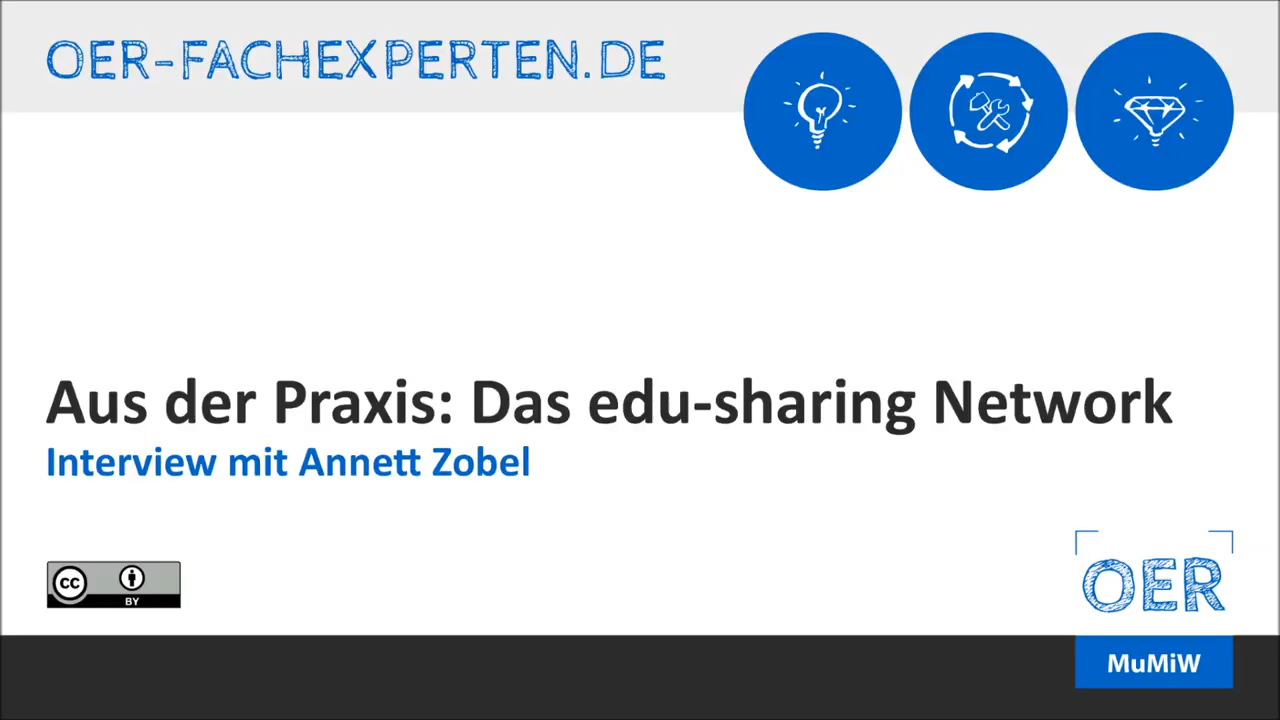 OER-FACHEXPERTEN.DE
Aus der Praxis: Das edu-sharing Network
Interview mit Annett Zobel
cc
BY
OER
MuMiW